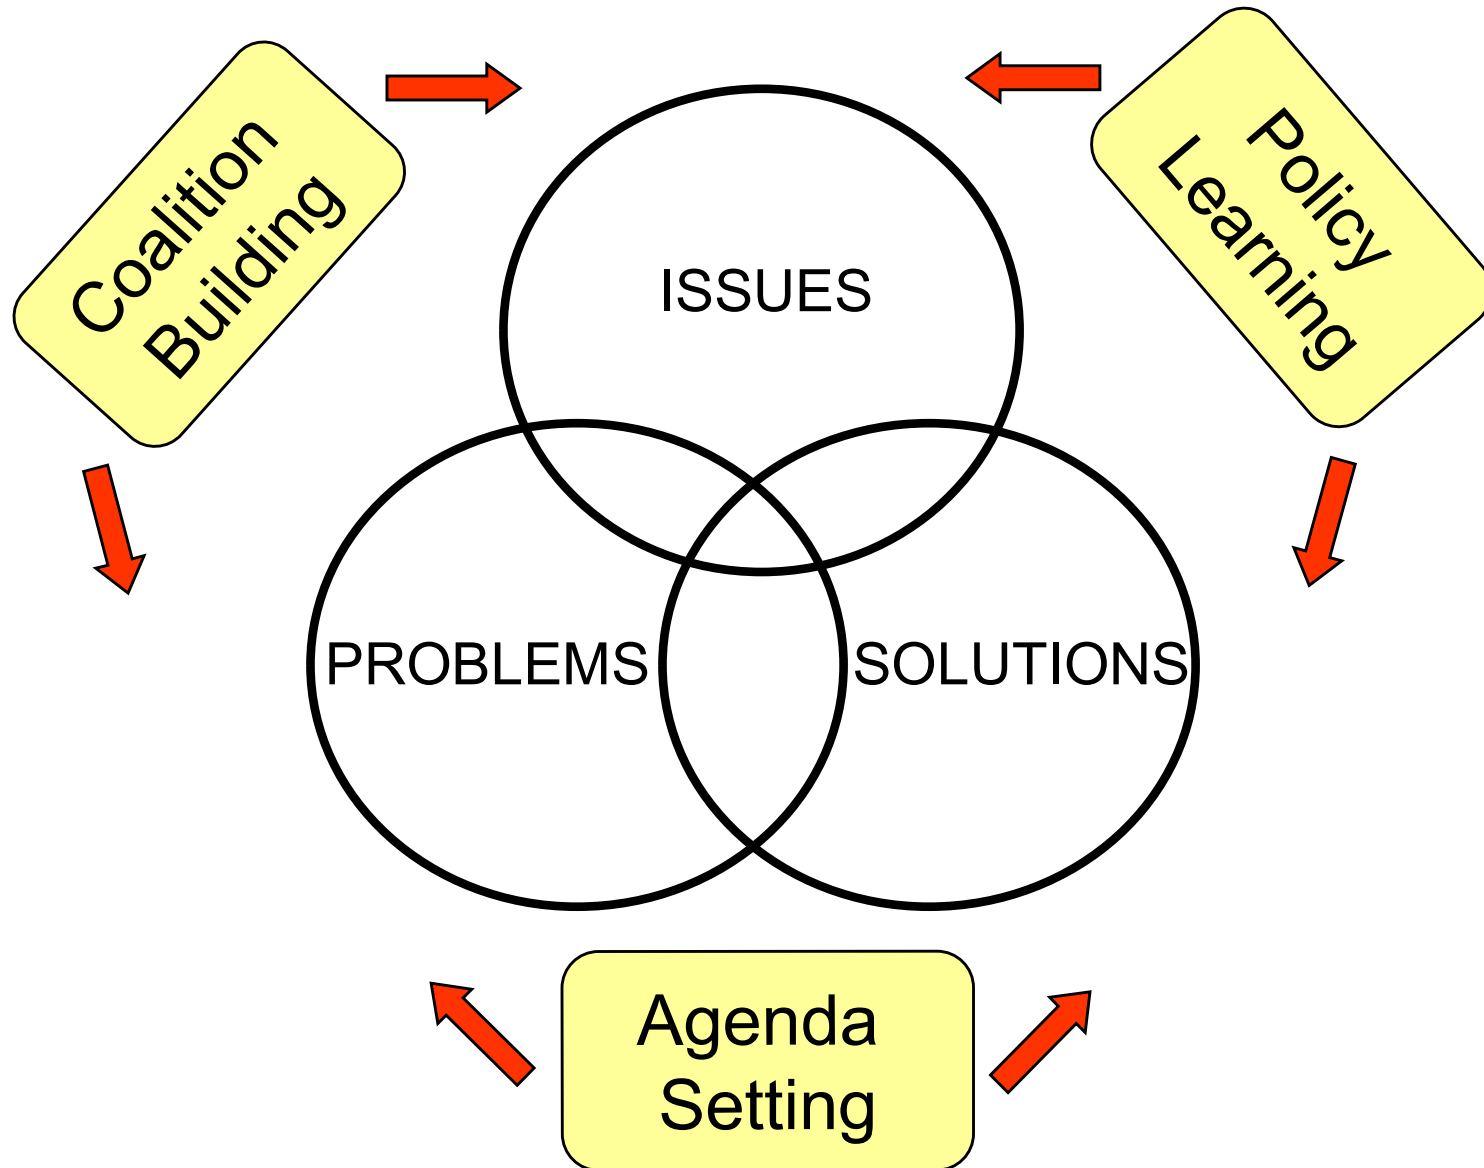 Coalition
Building
Policy
Learning
ISSUES
PROBLEMS
SOLUTIONS
Agenda
Setting